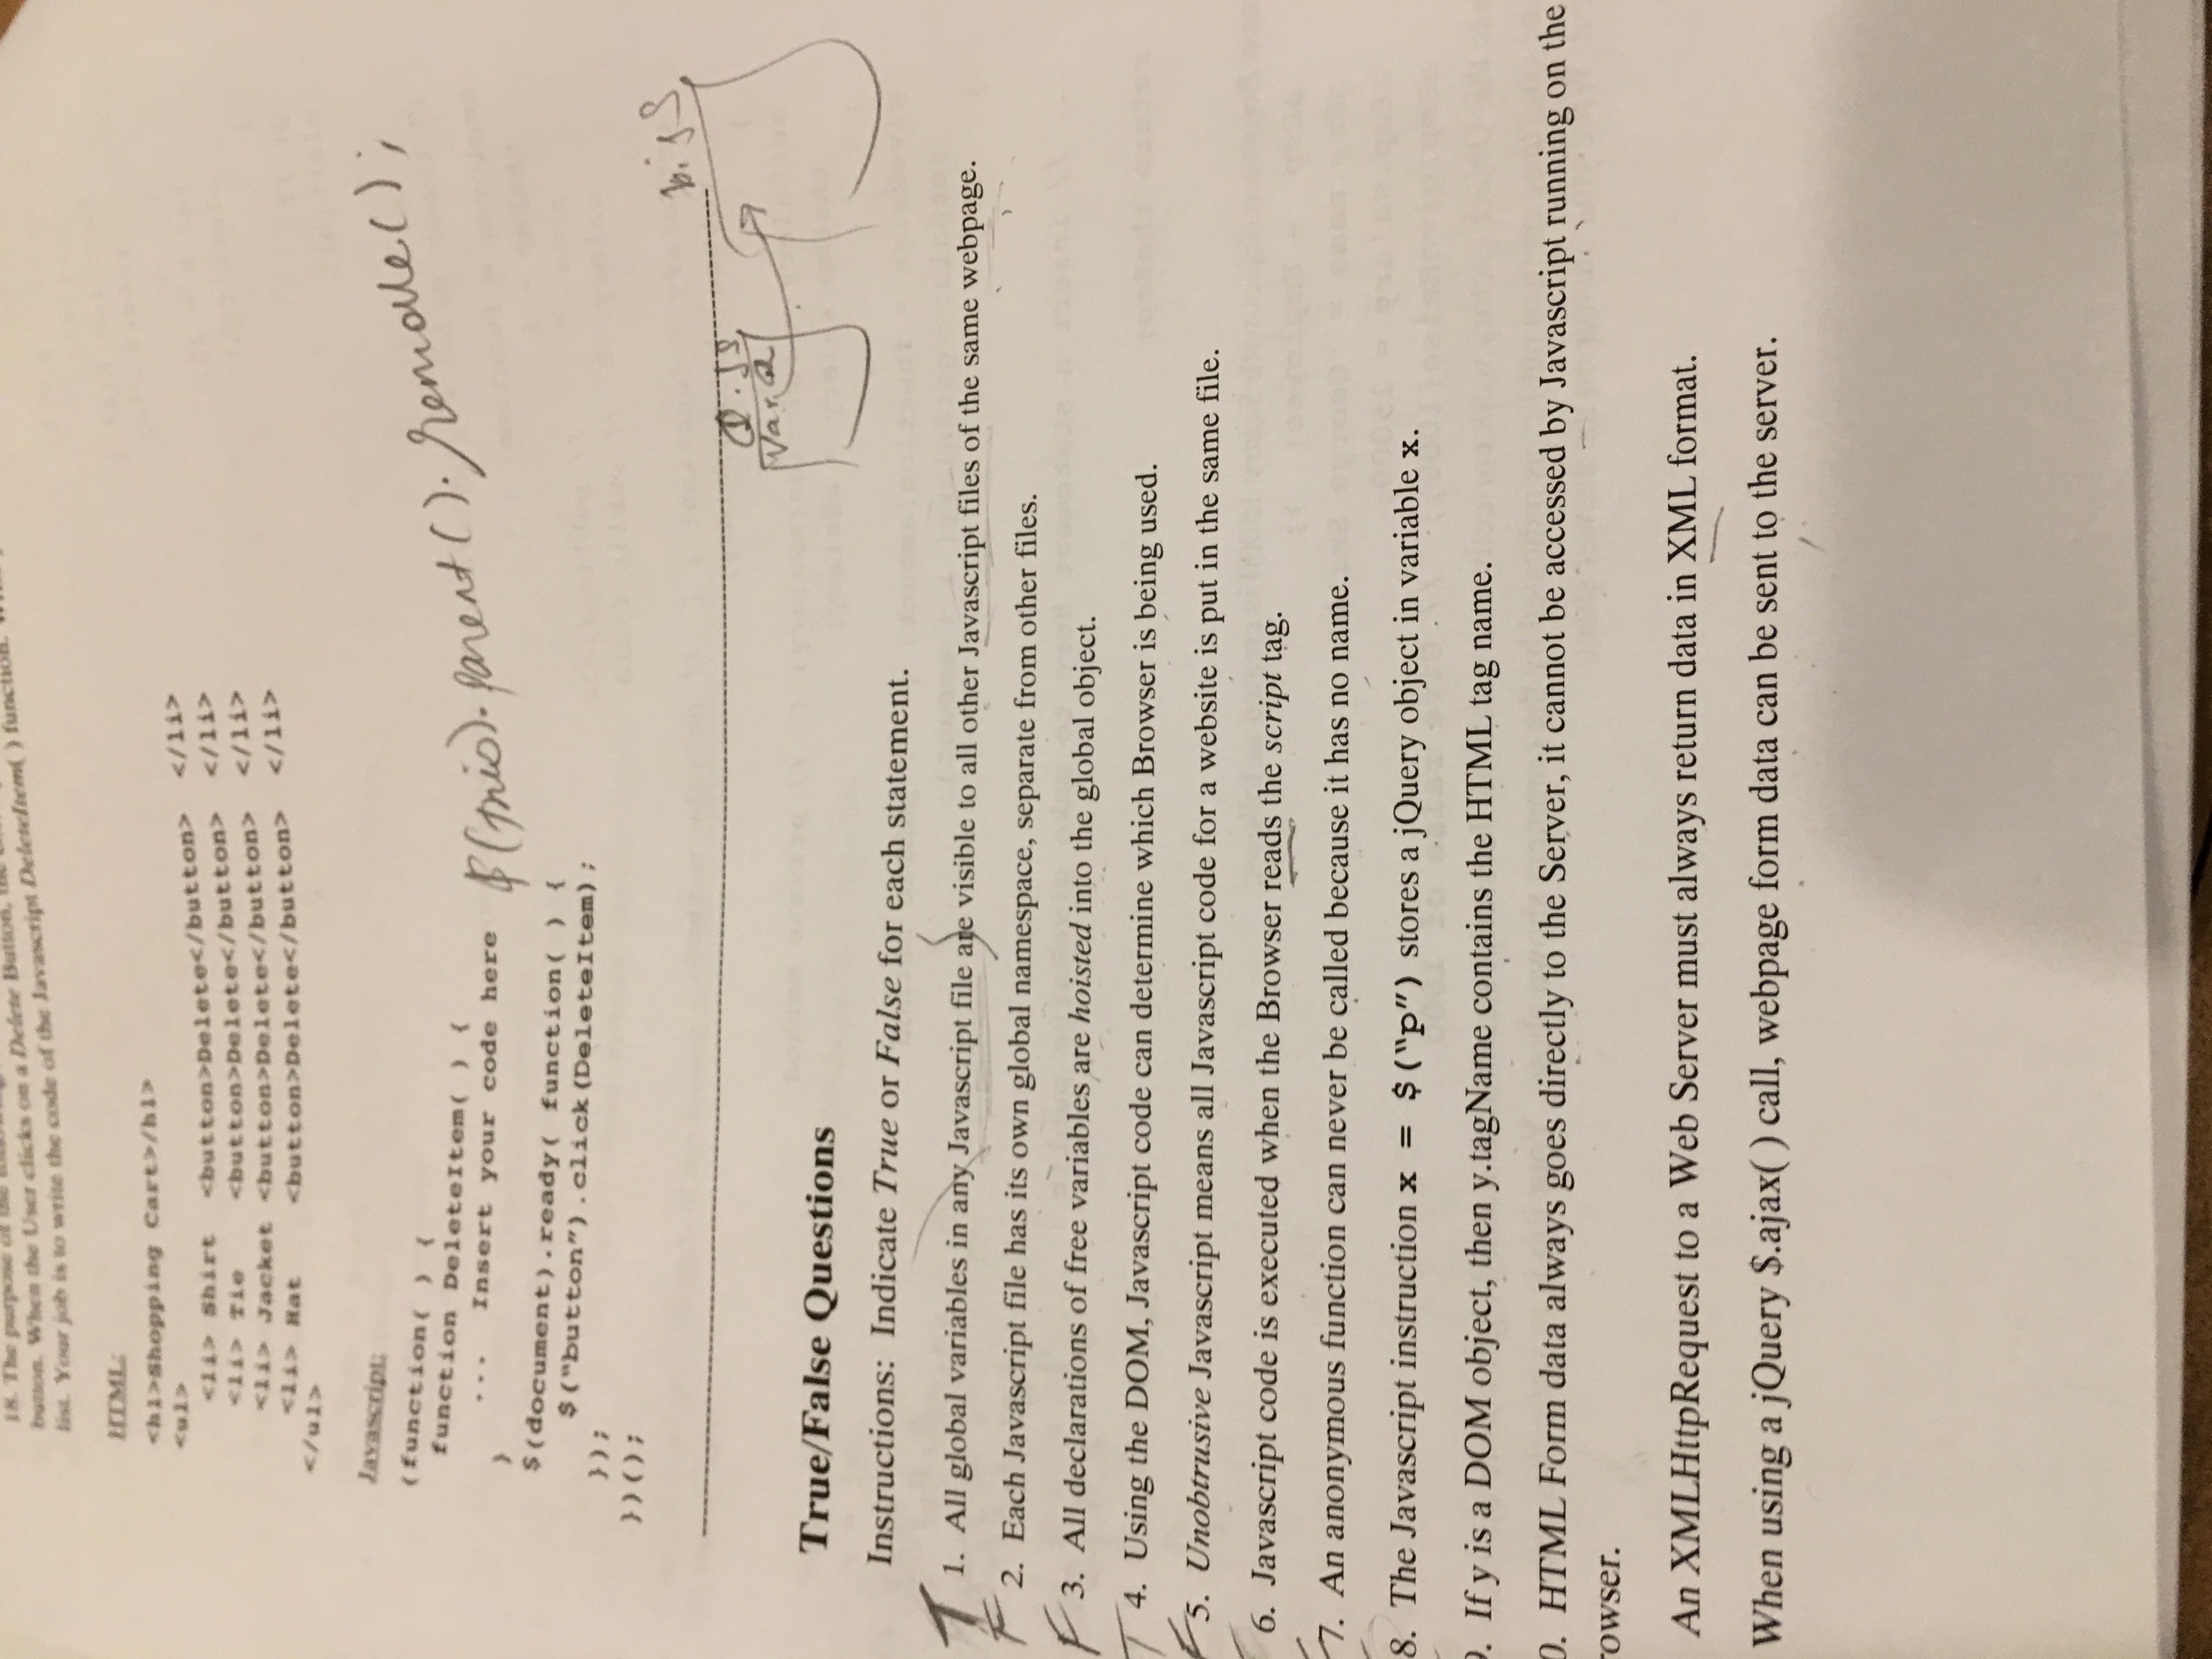 18. The purpose of the
button. When the User clicks on a Delete Button, the
list. Your job is to write the code of the Javascript DeleteItem( ) function.
HTML:
<h1>Shopping Cart>/h1>
<ul>
<li> Shirt <button>Delete</button> </li>
<li> Tie <button>Delete</button> </li>
<li> Jacket <button>Delete</button> </li>
<li> Hat <button>Delete</button> </li>
</ul>
Javascript:
(function( ) {
function DeleteItem( ) {
... Insert your code here $(this).parent().remove();
}
$(document).ready( function( ) {
$("button").click(DeleteItem);
});
})();
b.js
a.js
Var a
True/False Questions
Instructions: Indicate True or False for each statement.
T 1. All global variables in any Javascript file are visible to all other Javascript files of the same webpage.
F 2. Each Javascript file has its own global namespace, separate from other files.
F 3. All declarations of free variables are hoisted into the global object.
T 4. Using the DOM, Javascript code can determine which Browser is being used.
F 5. Unobtrusive Javascript means all Javascript code for a website is put in the same file.
6. Javascript code is executed when the Browser reads the script tag.
7. An anonymous function can never be called because it has no name.
8. The Javascript instruction x = $("p") stores a jQuery object in variable x.
. If y is a DOM object, then y.tagName contains the HTML tag name.
0. HTML Form data always goes directly to the Server, it cannot be accessed by Javascript running on the
rowser.
An XMLHttpRequest to a Web Server must always return data in XML format.
When using a jQuery $.ajax( ) call, webpage form data can be sent to the server.